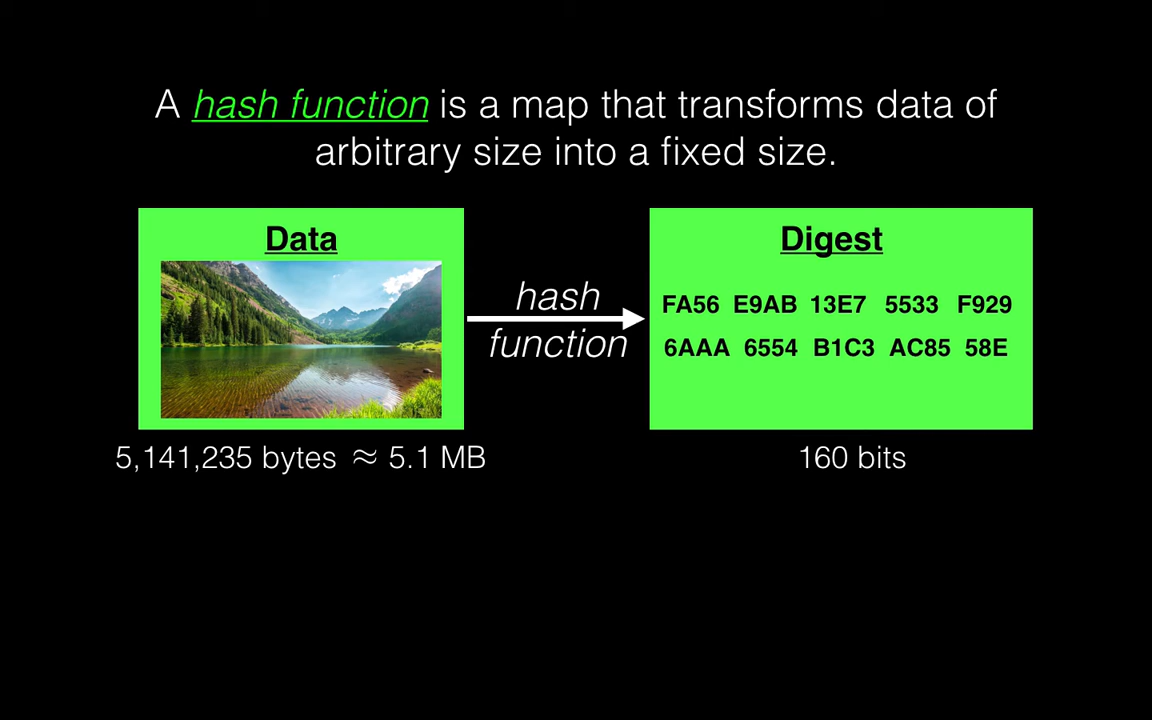 A hash function is a map that transforms data of
arbitrary size into a fixed size.
Data
hash
function
Digest
FA56 E9AB 13E7 5533 F929
6AAA 6554 B1C3 AC85 58E
5,141,235 bytes ≈ 5.1 MB
160 bits